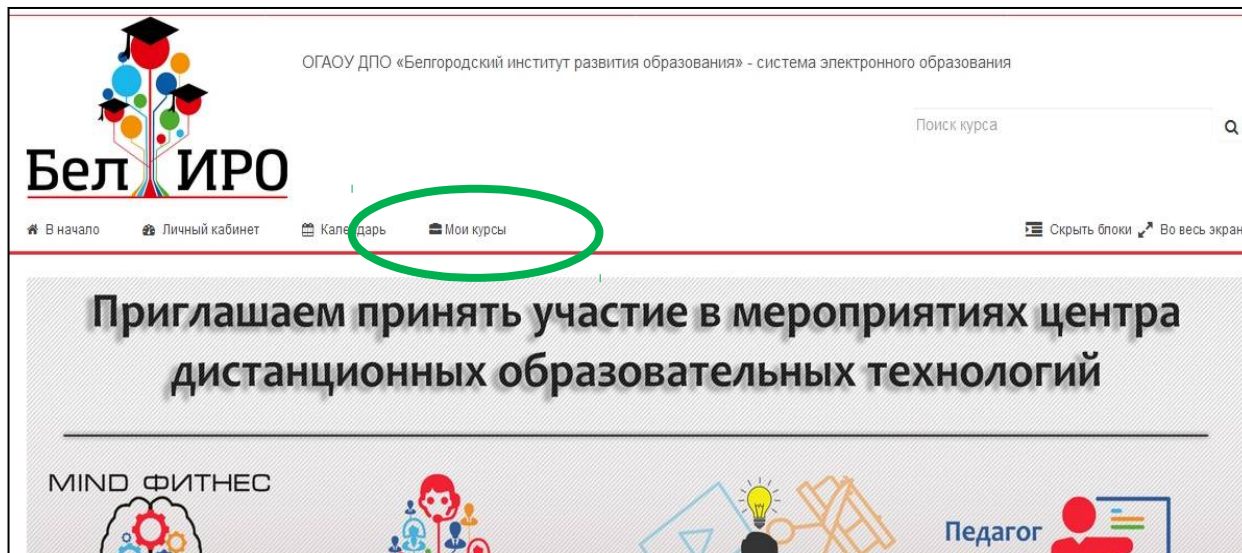 ОГАОУ ДПО «Белгородский институт развития образования» - система электронного образования
Поиск курса
Бел ИРО
В начало Личный кабинет Календарь Мои курсы Скрыть блоки Во весь экран
Приглашаем принять участие в мероприятиях центра
дистанционных образовательных технологий
MIND ФИТНЕС
Педагог